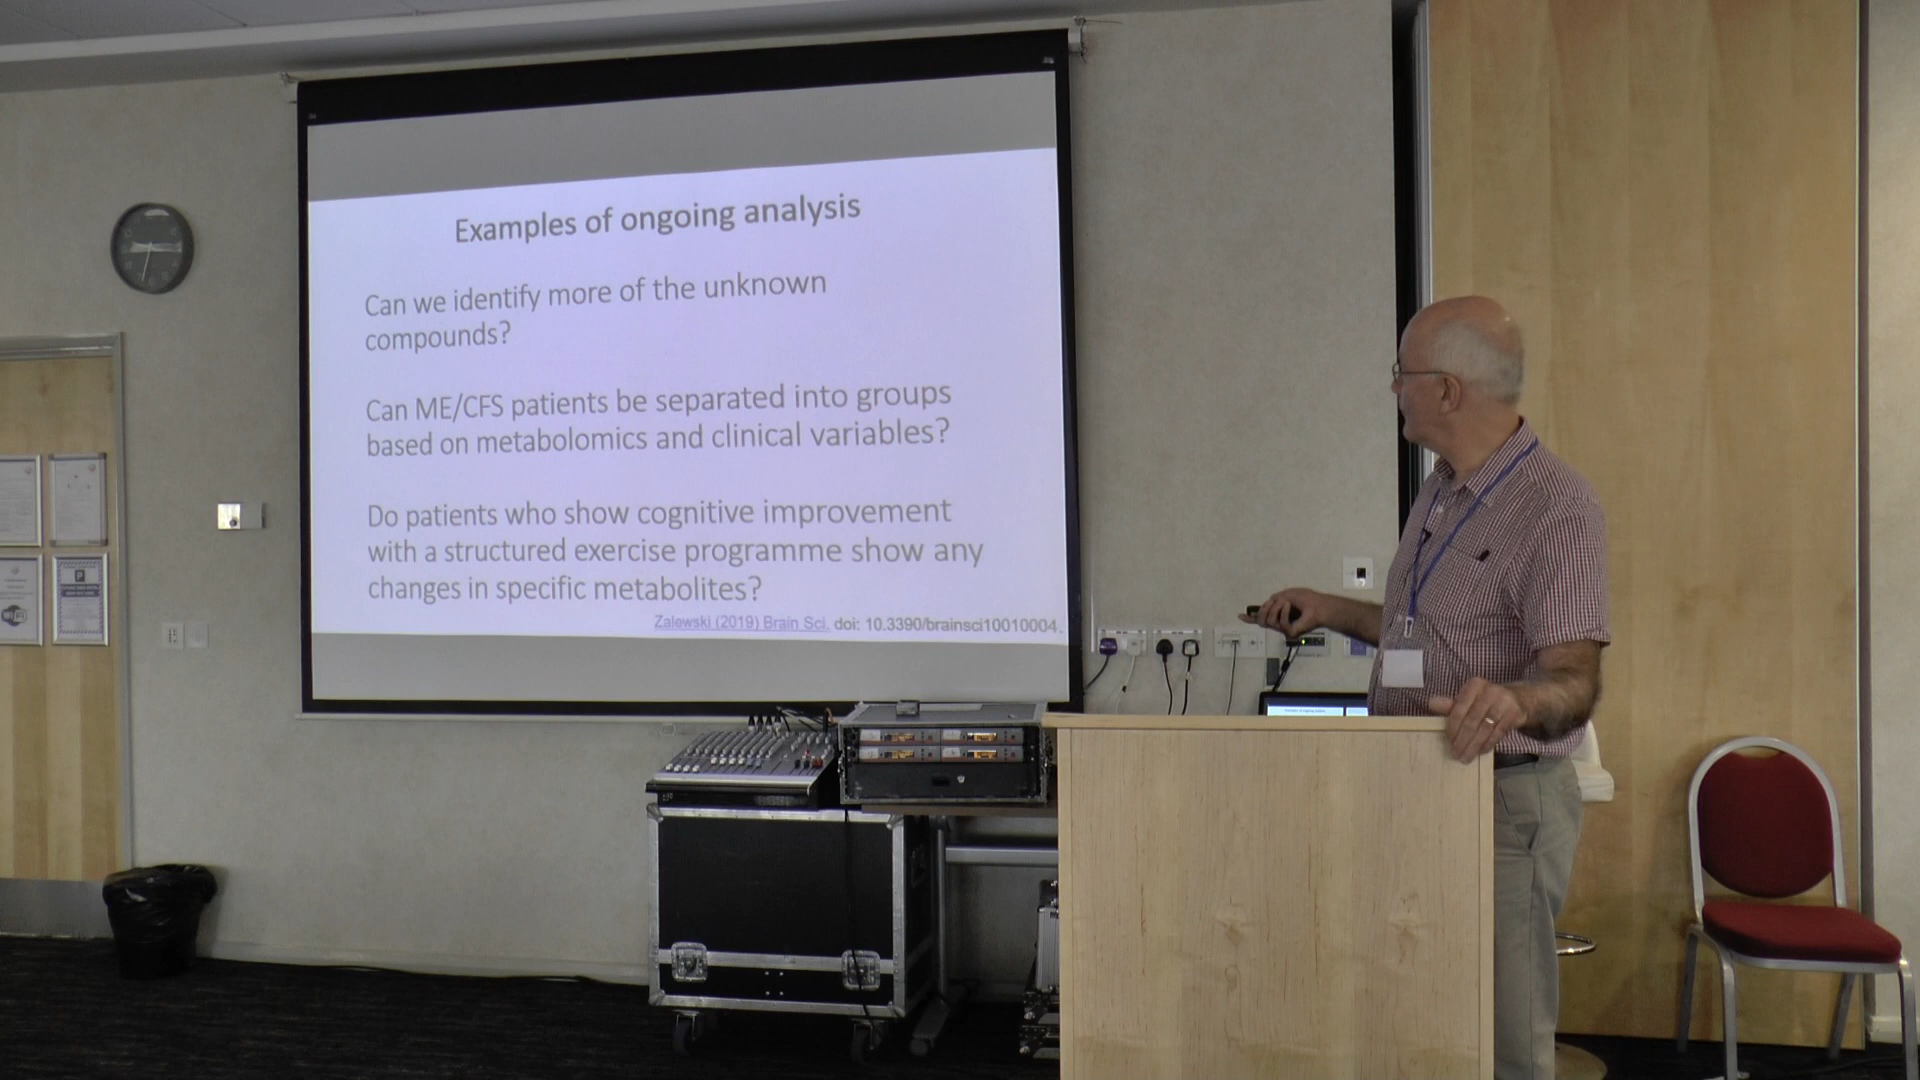 Examples of ongoing analysis
Can we identify more of the unknown
compounds?
Can ME/CFS patients be separated into groups
based on metabolomics and clinical variables?
Do patients who show cognitive improvement
with a structured exercise programme show any
changes in specific metabolites?
Zalewski (2019) Brain Sci. doi: 10.3390/brainsci10010004.